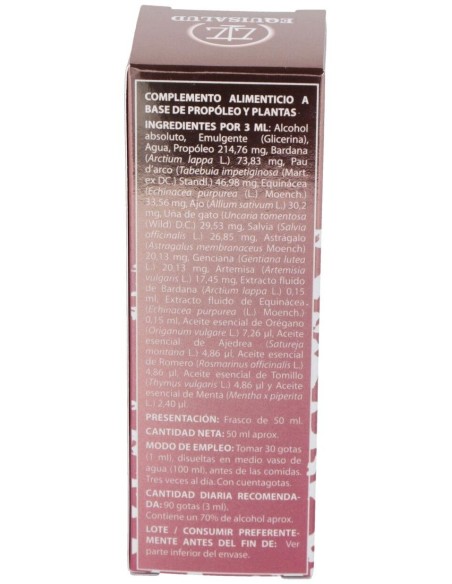 EQUISALUD
COMPLEMENTO ALIMENTICIO A
BASE DE PROPÓLEO Y PLANTAS
INGREDIENTES POR 3 ML: Alcohol
absoluto, Emulgente (Glicerina),
Agua, Propóleo 214,76 mg, Bardana
(Arctium lappa L.) 73,83 mg, Pau
d'arco (Tabebuia impetiginosa (Mart.
ex DC.) Standl.) 46,98 mg, Equinácea
(Echinacea purpurea (L.) Moench.)
33,56 mg, Ajo (Allium sativum L.) 30,2
mg, Uña de gato (Uncaria tomentosa
(Wild) D.C.) 29,53 mg, Salvia (Salvia
officinalis L.) 26,85 mg, Astrágalo
(Astragalus membranaceus Moench)
20,13 mg, Genciana (Gentiana lutea
L.) 20,13 mg, Artemisa (Artemisia
vulgaris L.) 17,45 mg, Extracto fluido
de Bardana (Arctium lappa L.) 0,15
ml, Extracto fluido de Equinácea
(Echinacea purpurea (L.) Moench.)
0,15 ml, Aceite esencial de Orégano
(Origanum vulgare L.) 7,26 µl, Aceite
esencial de Ajedrea (Satureja
montana L.) 4,86 µl, Aceite esencial
de Romero (Rosmarinus officinalis L.)
4,86 µl, Aceite esencial de Tomillo
(Thymus vulgaris L.) 4,86 µl y Aceite
esencial de Menta (Mentha x piperita
L.) 2,40 µl.
PRESENTACIÓN: Frasco de 50 ml.
CANTIDAD NETA: 50 ml aprox.
MODO DE EMPLEO: Tomar 30 gotas
(1 ml), disueltas en medio vaso de
agua (100 ml), antes de las comidas.
Tres veces al día. Con cuentagotas.
CANTIDAD DIARIA RECOMENDA-
DA: 90 gotas (3 ml).
Contiene un 70% de alcohol aprox.
LOTE / CONSUMIR PREFERENTE-
MENTE ANTES DEL FIN DE: Ver
parte inferior del envase.